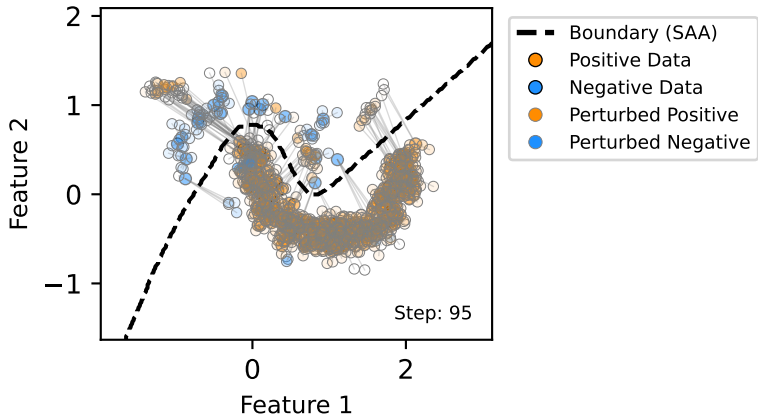 2
1
0
−1
Feature 2
0
2
Feature 1
Step: 95
Boundary (SAA)
Positive Data
Negative Data
Perturbed Positive
Perturbed Negative